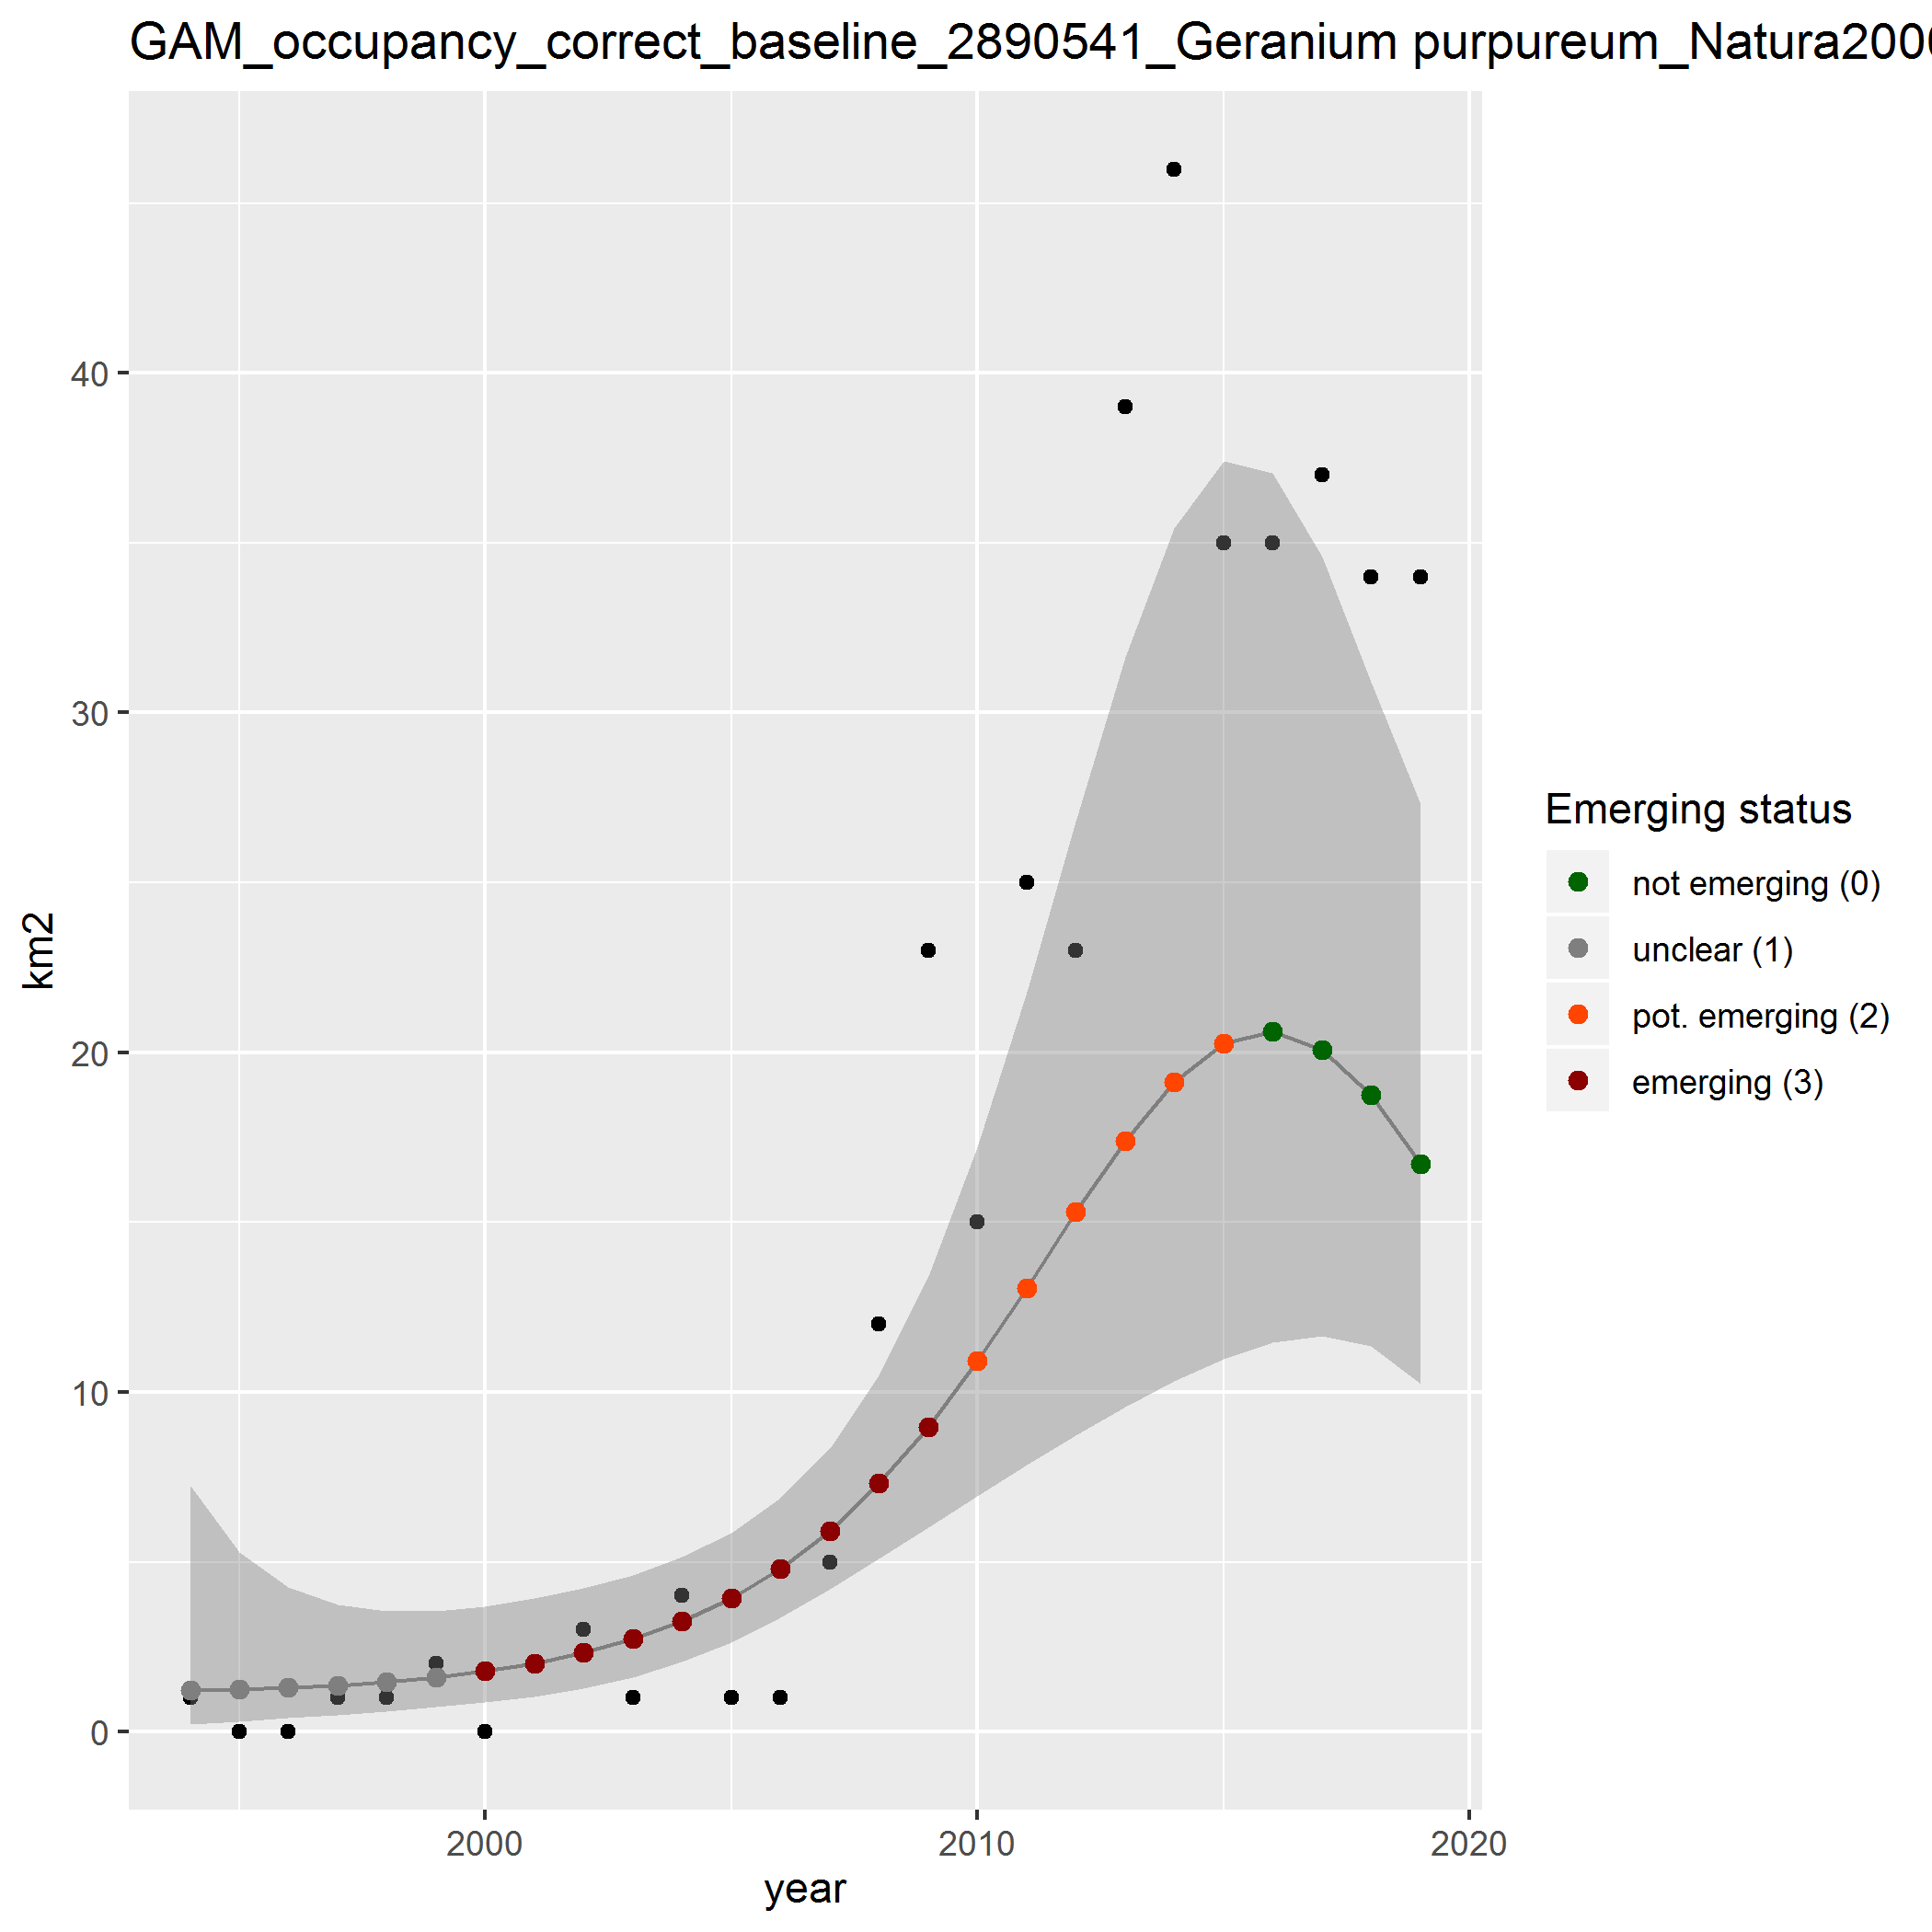 GAM_occupancy_correct_baseline_2890541_Geranium purpureum_Natura200
40
30
20
10
0
km2
2000
2010
2020
year
Emerging status
not emerging (0)
unclear (1)
pot. emerging (2)
emerging (3)